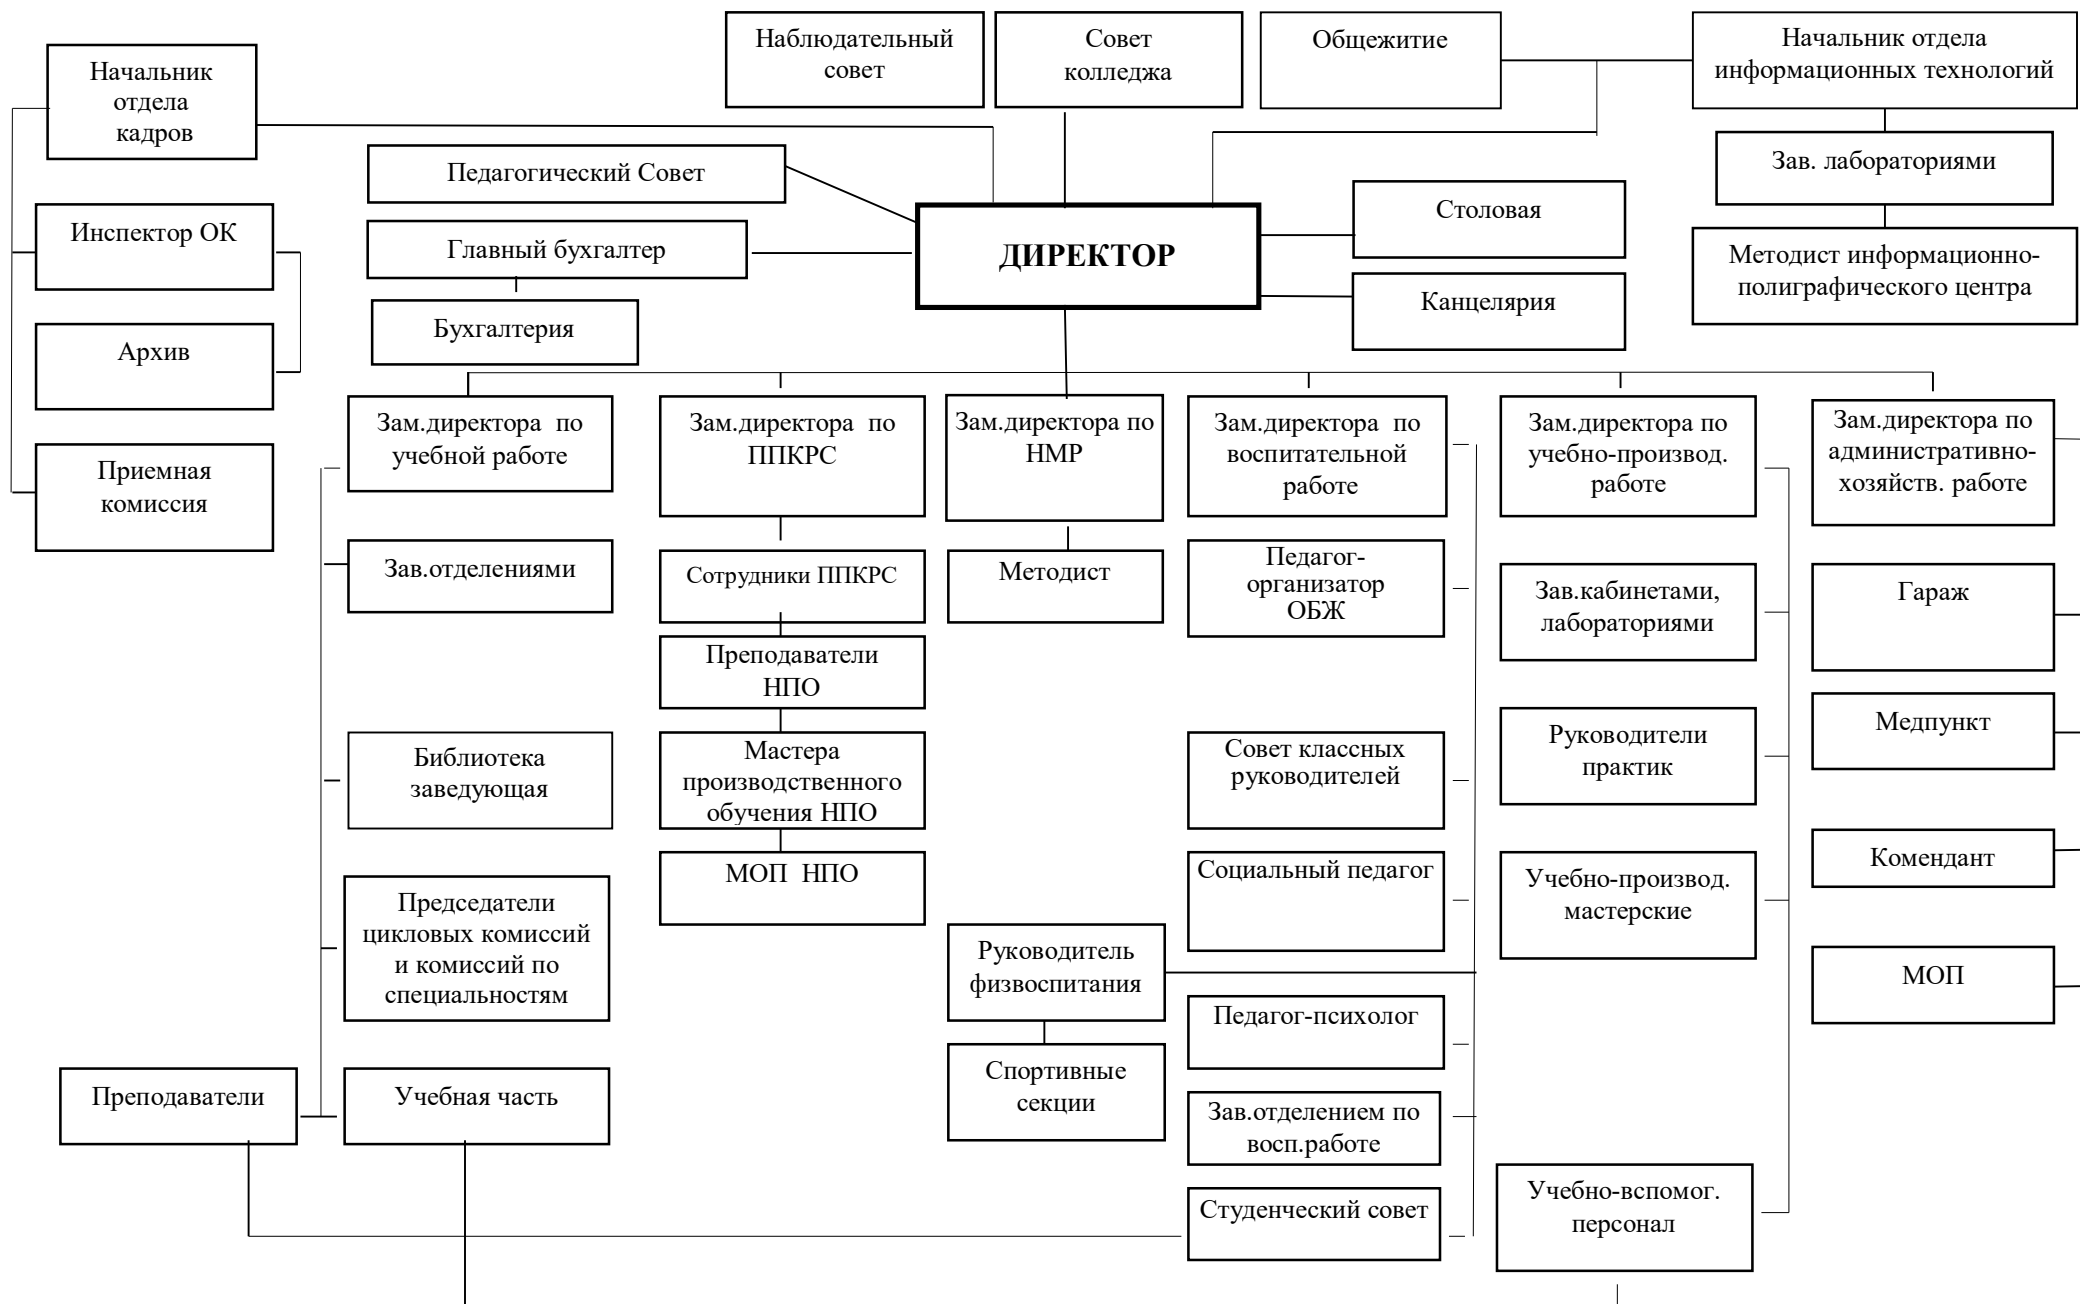 Наблюдательный
совет
Совет
колледжа
Общежитие
Начальник отдела
информационных технологий
Начальник
отдела
кадров
Зав. лабораториями
Педагогический Совет
Столовая
Инспектор ОК
Главный бухгалтер
ДИРЕКТОР
Методист информационно-
полиграфического центра
Канцелярия
Бухгалтерия
Архив
Приемная
комиссия
Зам.директора по
учебной работе
Зам.директора по
ППКРС
Зам.директора по
НМР
Зам.директора по
воспитательной
работе
Зам.директора по
учебно-производ.
работе
Зам.директора по
административно-
хозяйств. работе
Зав.отделениями
Сотрудники ППКРС
Методист
Педагог-
организатор
ОБЖ
Зав.кабинетами,
лабораториями
Гараж
Преподаватели
НПО
Библиотека
заведующая
Мастера
производственного
обучения НПО
Совет классных
руководителей
Руководители
практик
Медпункт
МОП НПО
Социальный педагог
Учебно-производ.
мастерские
Комендант
Председатели
цикловых комиссий
и комиссий по
специальностям
Руководитель
физвоспитания
МОП
Педагог-психолог
Спортивные
секции
Преподаватели
Учебная часть
Зав.отделением по
восп.работе
Студенческий совет
Учебно-вспомог.
персонал